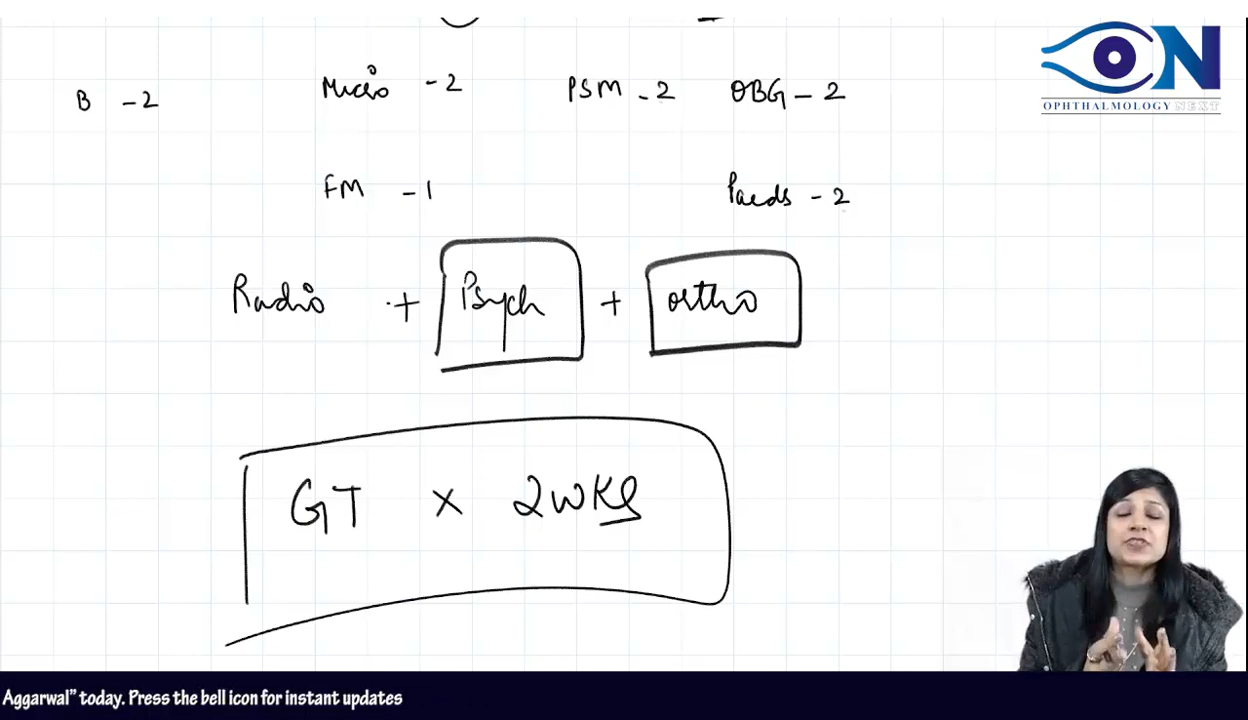 ON
OPHTHALMOLOGY NEXT
B - 2 Micro - 2 PSM - 2 OBG - 2
FM - 1 Paeds - 2
Radio + Psych + ortho
GT x 2wks
Aggarwal" today. Press the bell icon for instant updates